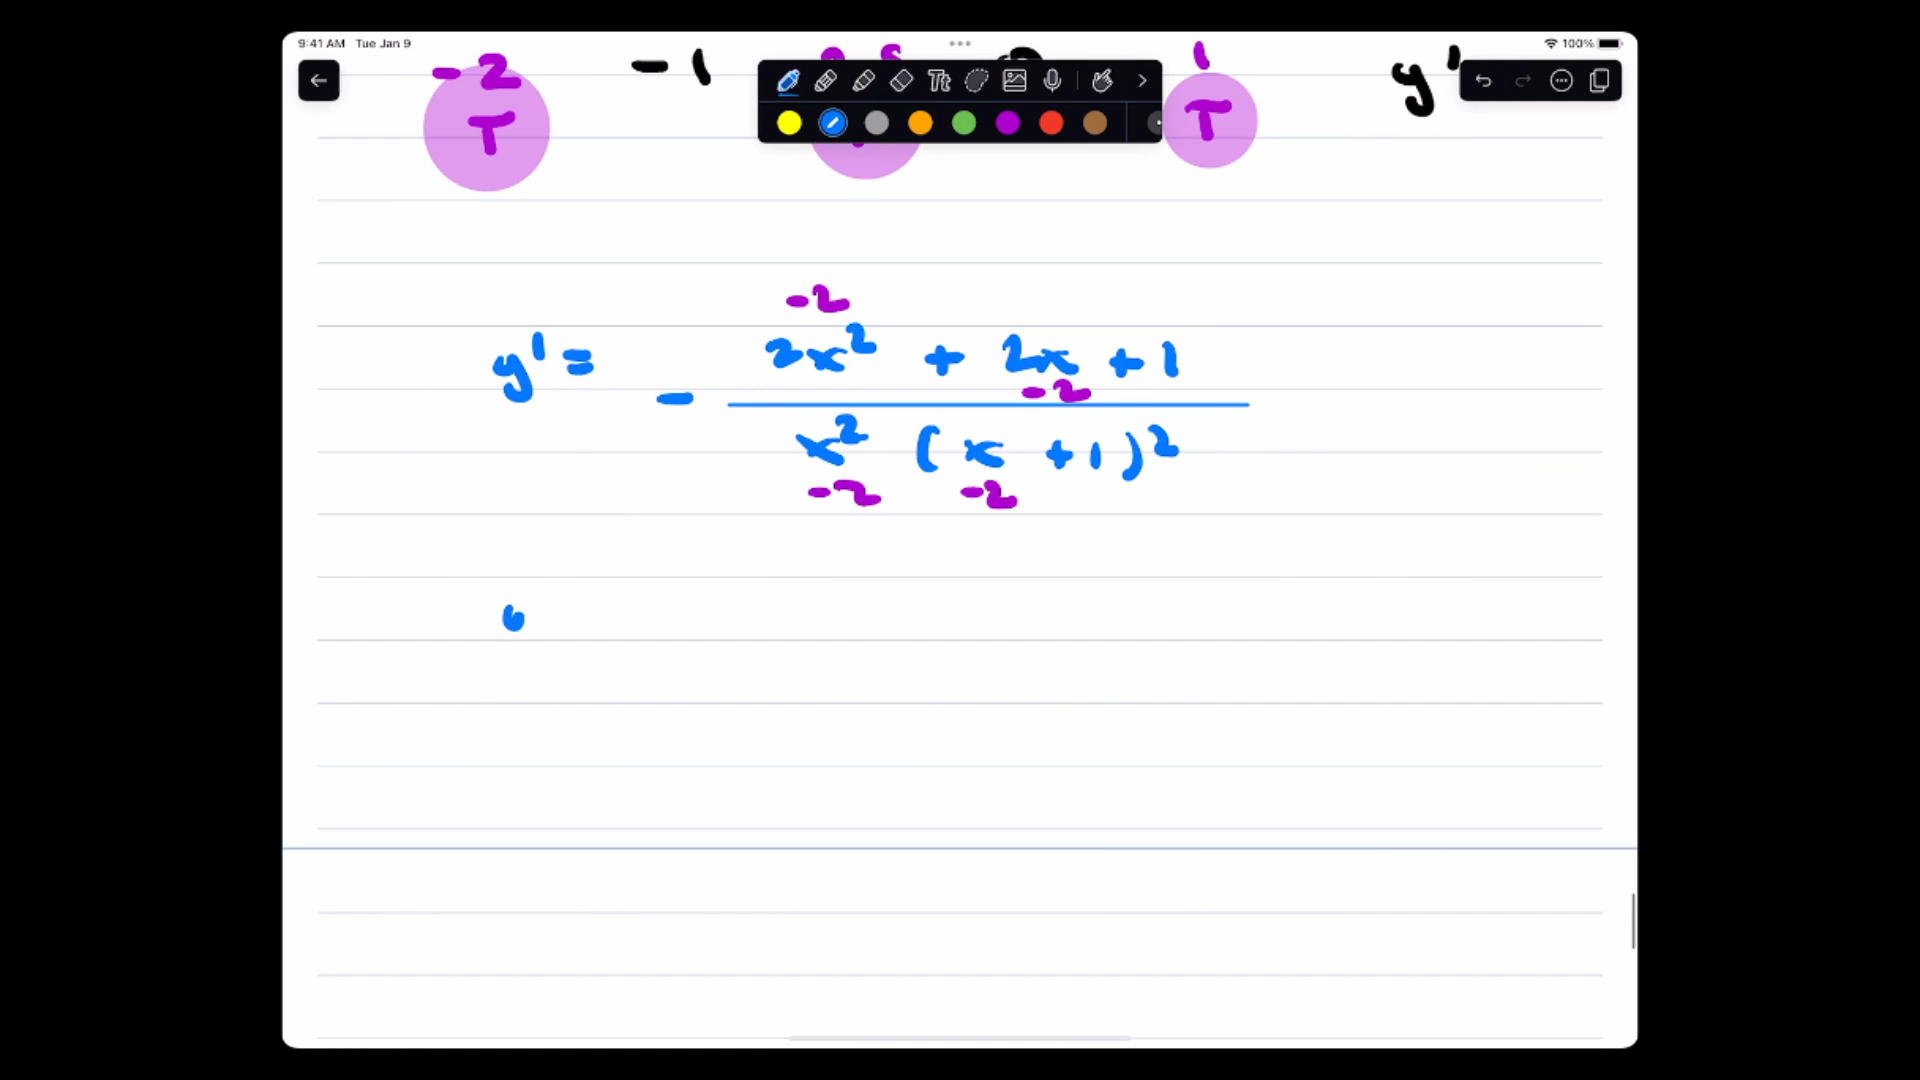 9:41 AM Tue Jan 9 100%
-2 -1 1 y'
T T
Tt
-2
y' = - 2x² + 2x + 1
-2
x² (x + 1)²
-2 -2